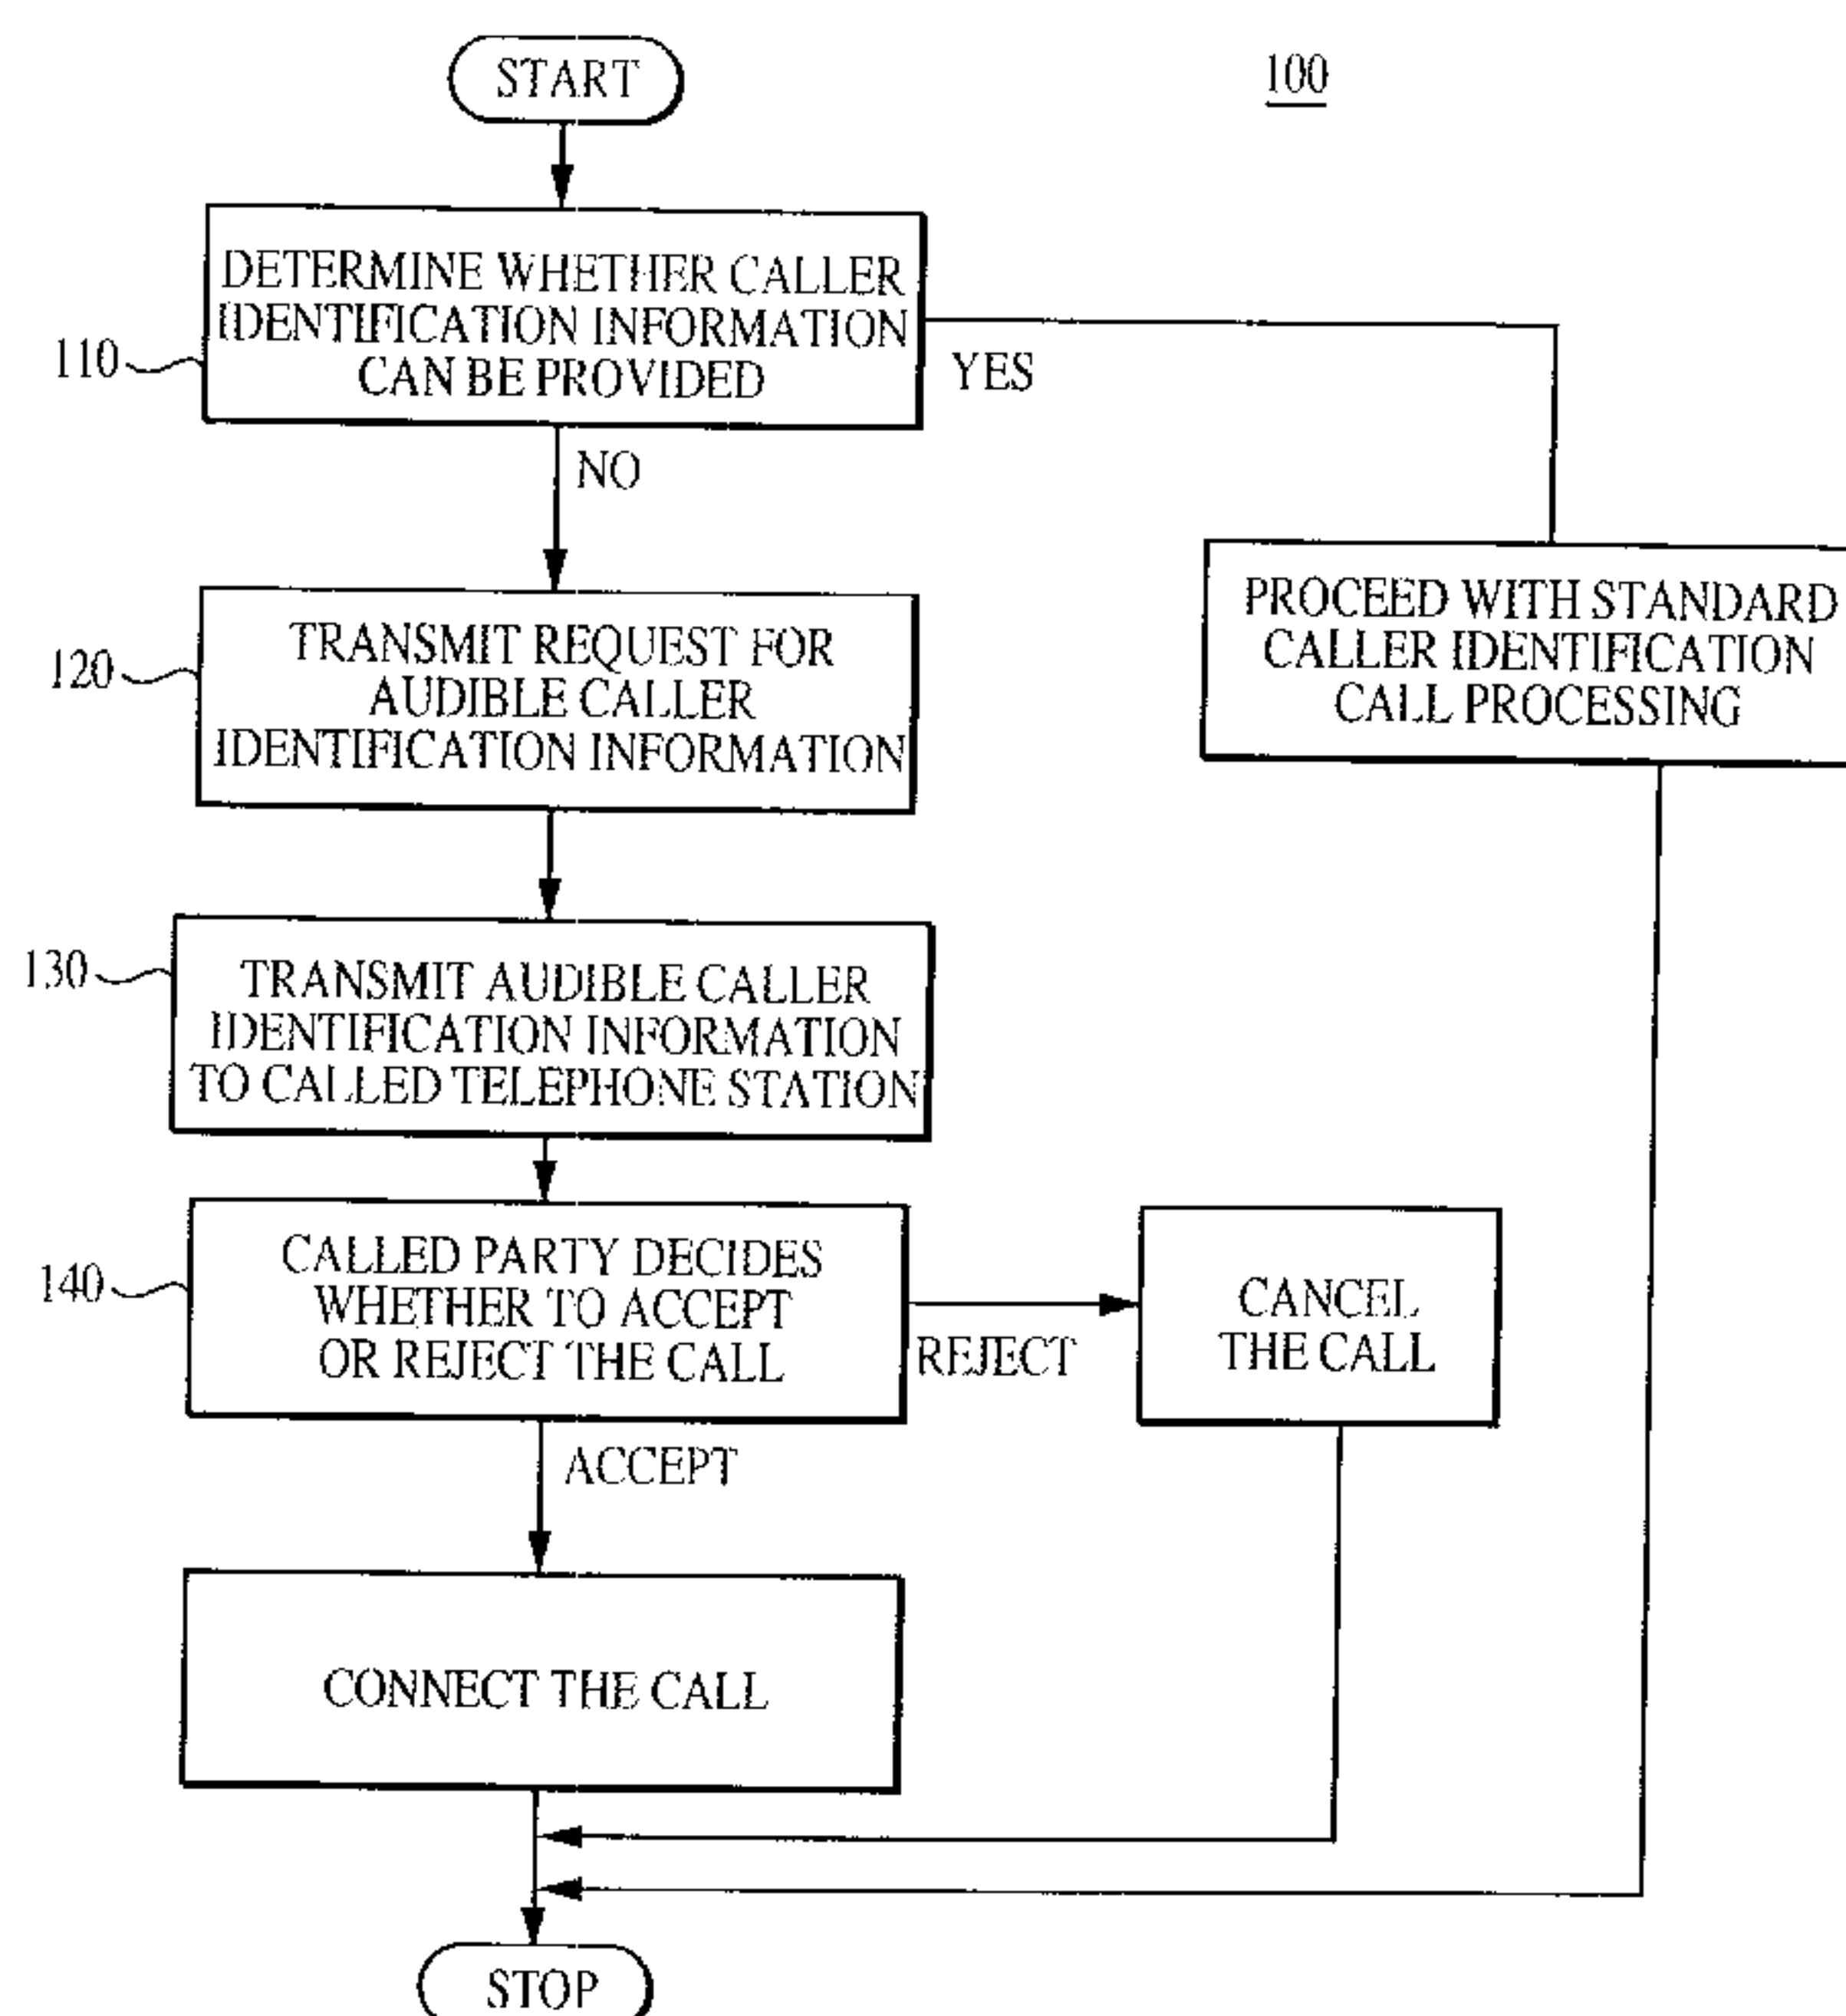 START
100
DETERMINE WHETHER CALLER
IDENTIFICATION INFORMATION
CAN BE PROVIDED
110
YES
NO
PROCEED WITH STANDARD
CALLER IDENTIFICATION
CALL PROCESSING
TRANSMIT REQUEST FOR
AUDIBLE CALLER
IDENTIFICATION INFORMATION
120
TRANSMIT AUDIBLE CALLER
IDENTIFICATION INFORMATION
TO CALLED TELEPHONE STATION
130
CALLED PARTY DECIDES
WHETHER TO ACCEPT
OR REJECT THE CALL
140
REJECT
CANCEL
THE CALL
ACCEPT
CONNECT THE CALL
STOP